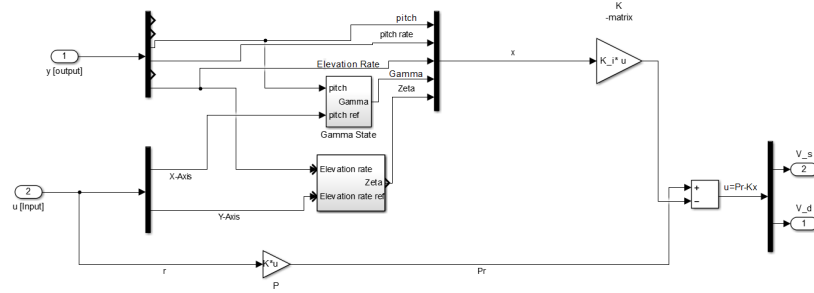 K
-matrix
pitch
pitch rate
1
y [output]
Elevation Rate
x
K_i* u
Gamma
pitch
Gamma
pitch ref
Zeta
Gamma State
V_s
2
X-Axis
Elevation rate
Zeta
Elevation rate ref
2
u [Input]
+
−
u=Pr-Kx
V_d
1
Y-Axis
K*u
r
Pr
P